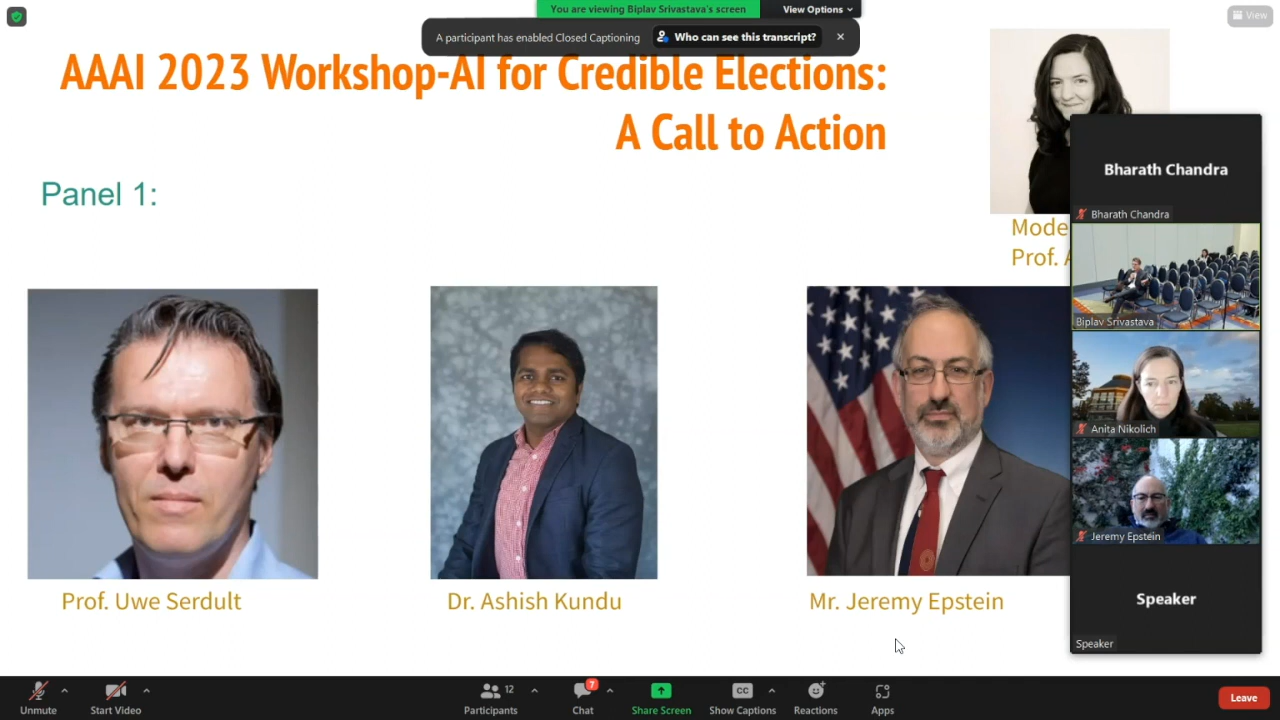 You are viewing Biplav Srivastava's screen
View Options
View
A participant has enabled Closed Captioning
Who can see this transcript?
AAAI 2023 Workshop-AI for Credible Elections:
A Call to Action
Panel 1:
Mode
Prof.
Bharath Chandra
Bharath Chandra
Biplav Srivastava
Anita Nikolich
Jeremy Epstein
Speaker
Speaker
Prof. Uwe Serdult
Dr. Ashish Kundu
Mr. Jeremy Epstein
Unmute
Start Video
Participants
12
Chat
7
Share Screen
CC
Show Captions
Reactions
Apps
Leave